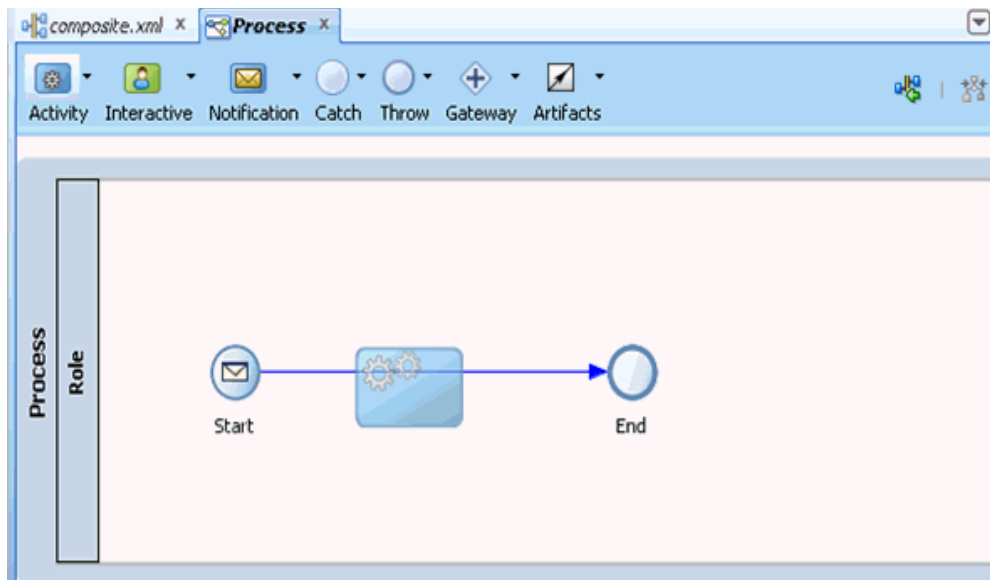 composite.xml x Process x
Activity Interactive Notification Catch Throw Gateway Artifacts
Process
Role
Start
End